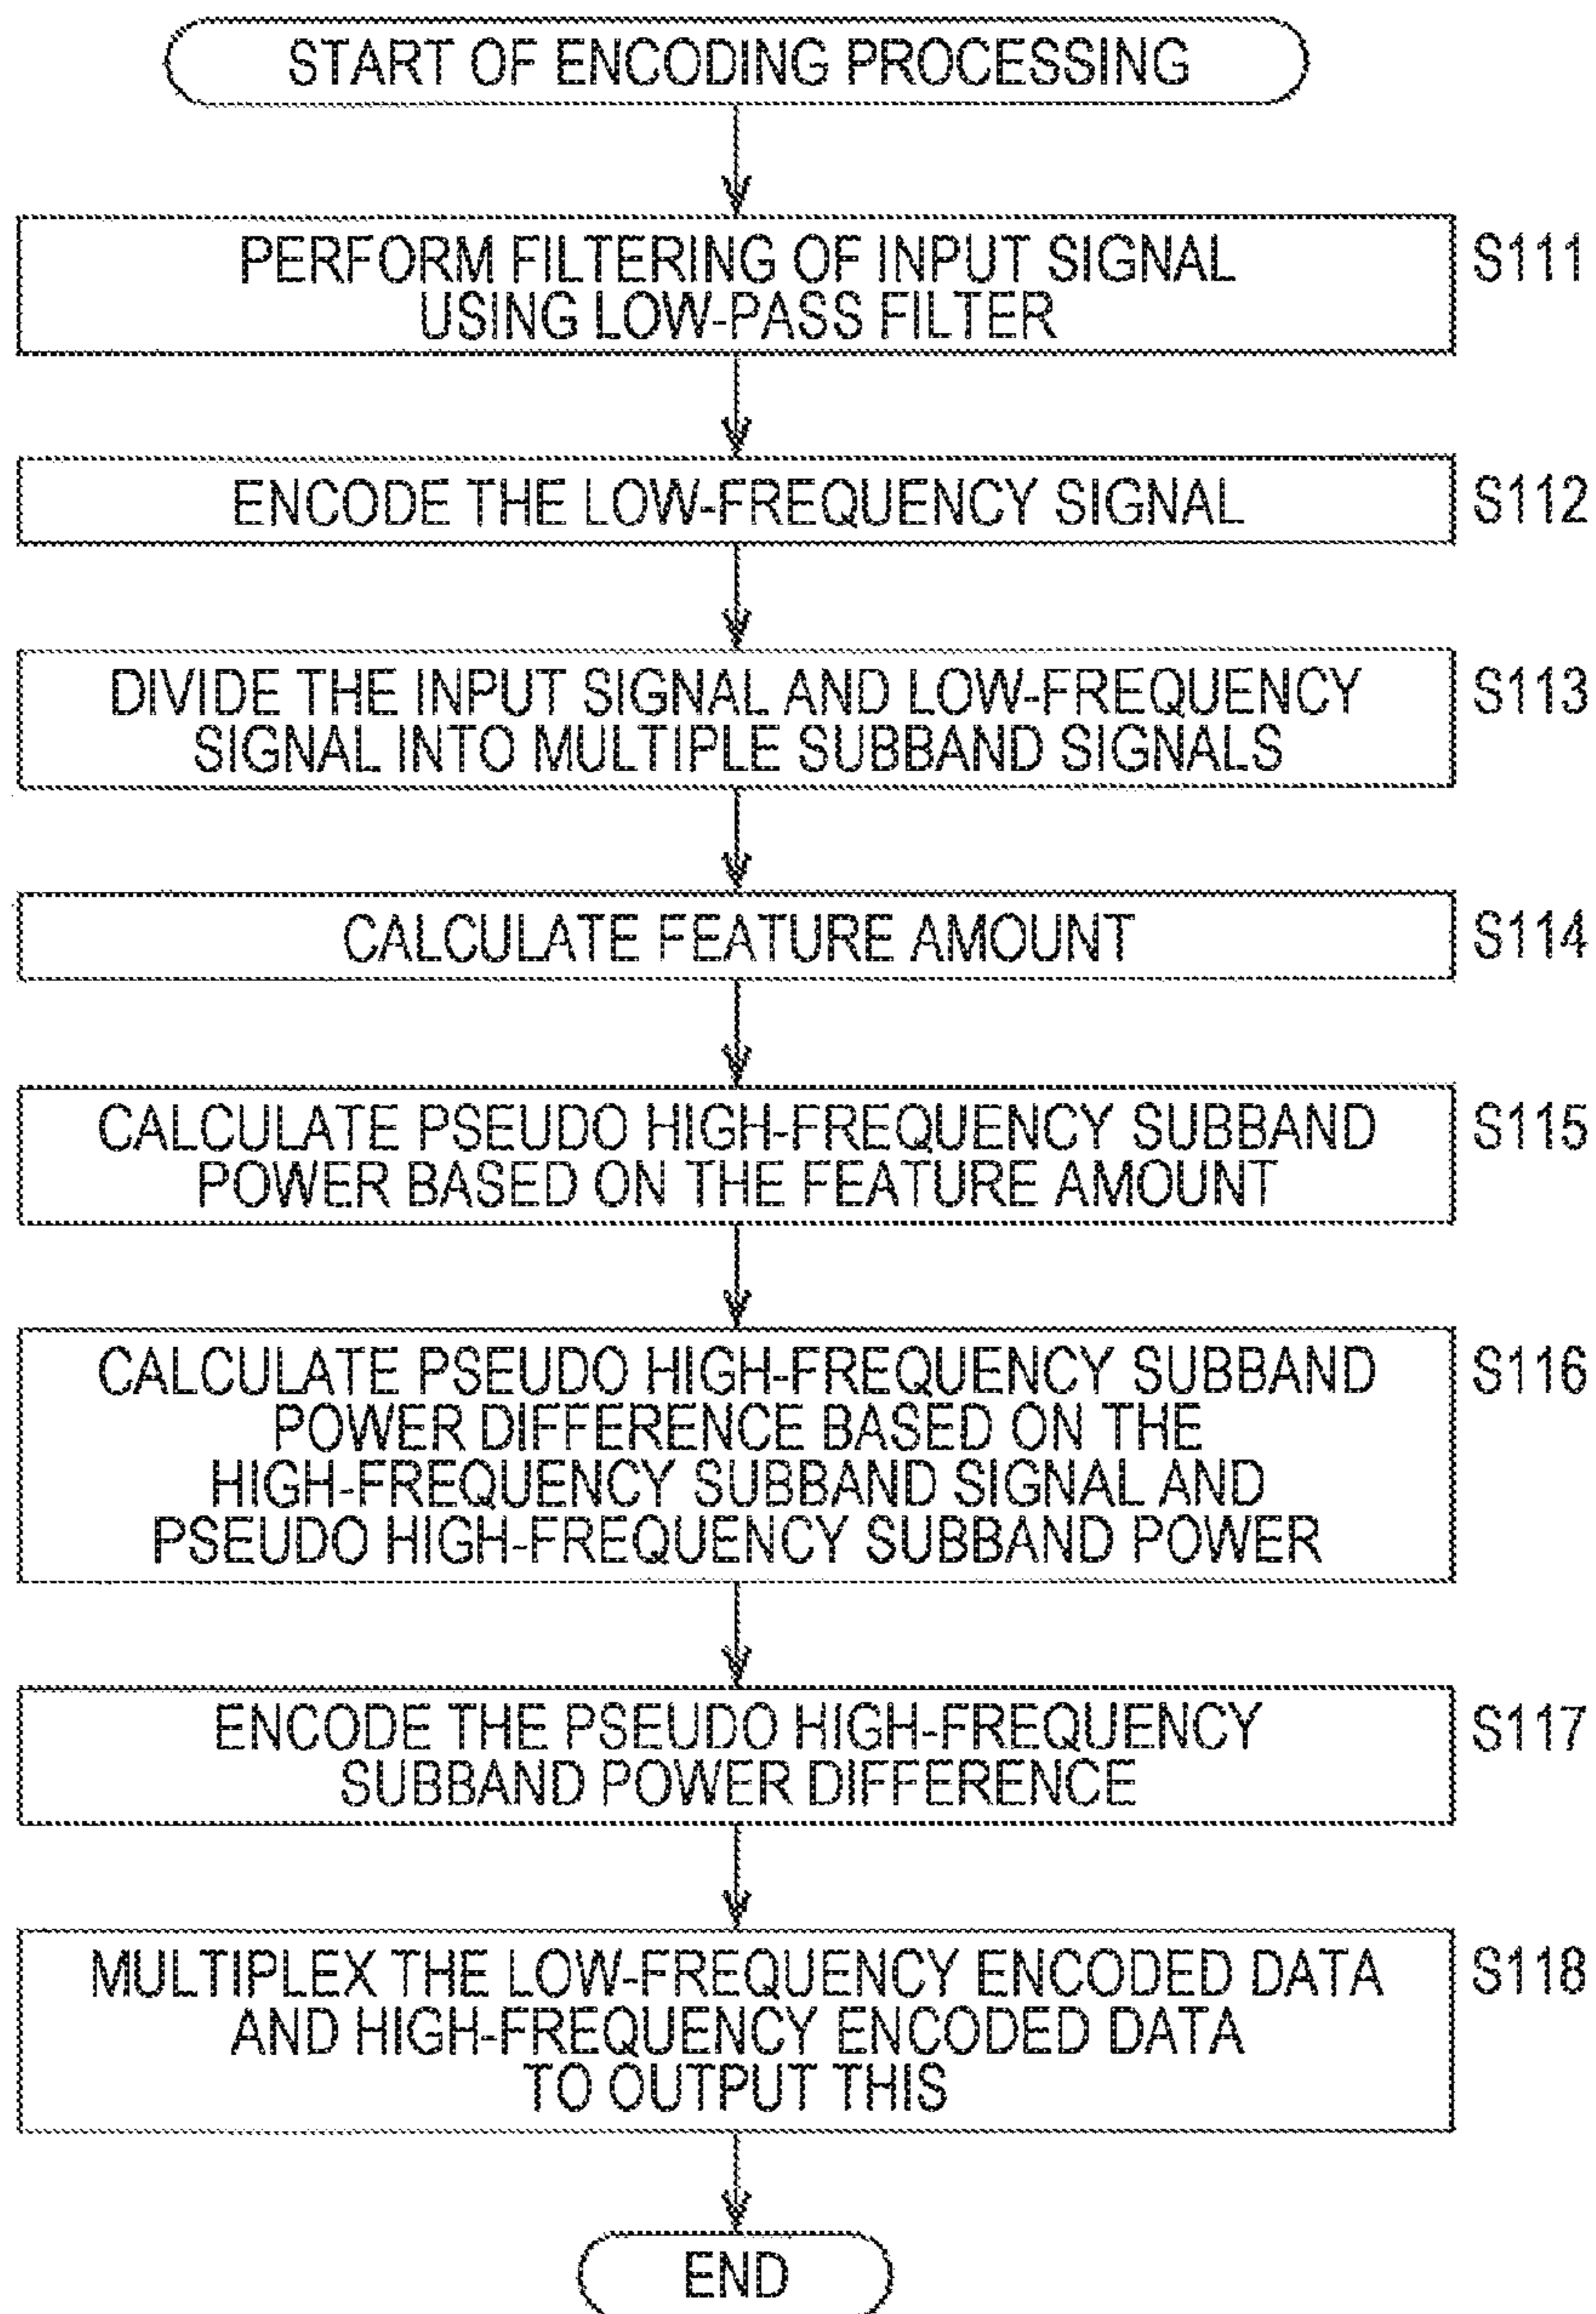 START OF ENCODING PROCESSING
PERFORM FILTERING OF INPUT SIGNAL
USING LOW-PASS FILTER
S111
ENCODE THE LOW-FREQUENCY SIGNAL
S112
DIVIDE THE INPUT SIGNAL AND LOW-FREQUENCY
SIGNAL INTO MULTIPLE SUBBAND SIGNALS
S113
CALCULATE FEATURE AMOUNT
S114
CALCULATE PSEUDO HIGH-FREQUENCY SUBBAND
POWER BASED ON THE FEATURE AMOUNT
S115
CALCULATE PSEUDO HIGH-FREQUENCY SUBBAND
POWER DIFFERENCE BASED ON THE
HIGH-FREQUENCY SUBBAND SIGNAL AND
PSEUDO HIGH-FREQUENCY SUBBAND POWER
S116
ENCODE THE PSEUDO HIGH-FREQUENCY
SUBBAND POWER DIFFERENCE
S117
MULTIPLEX THE LOW-FREQUENCY ENCODED DATA
AND HIGH-FREQUENCY ENCODED DATA
TO OUTPUT THIS
S118
END